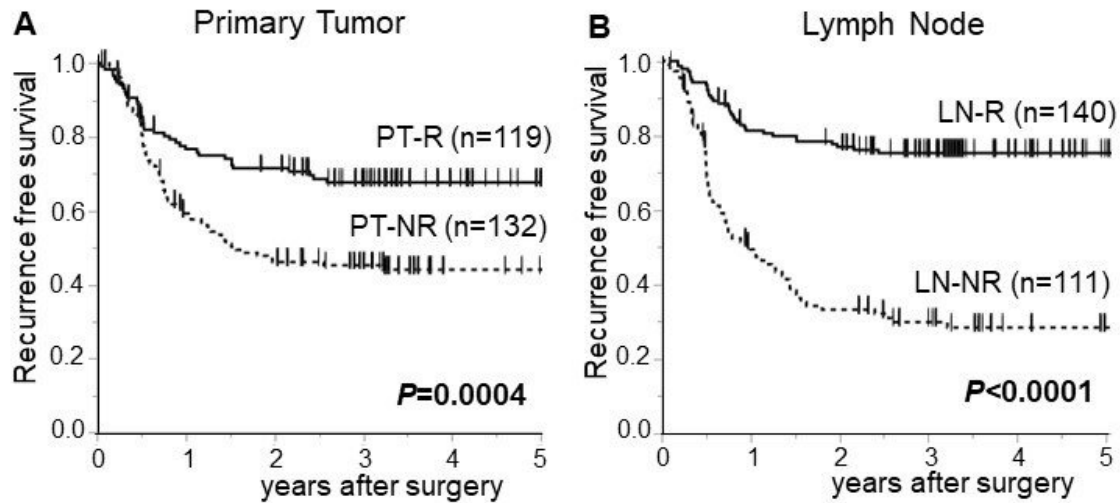 A
Primary Tumor
Recurrence free survival
1.0
0.8
0.6
0.4
0.2
0.0
PT-R (n=119)
PT-NR (n=132)
P=0.0004
0 1 2 3 4 5
years after surgery
B
Lymph Node
Recurrence free survival
1.0
0.8
0.6
0.4
0.2
0.0
LN-R (n=140)
LN-NR (n=111)
P<0.0001
0 1 2 3 4 5
years after surgery